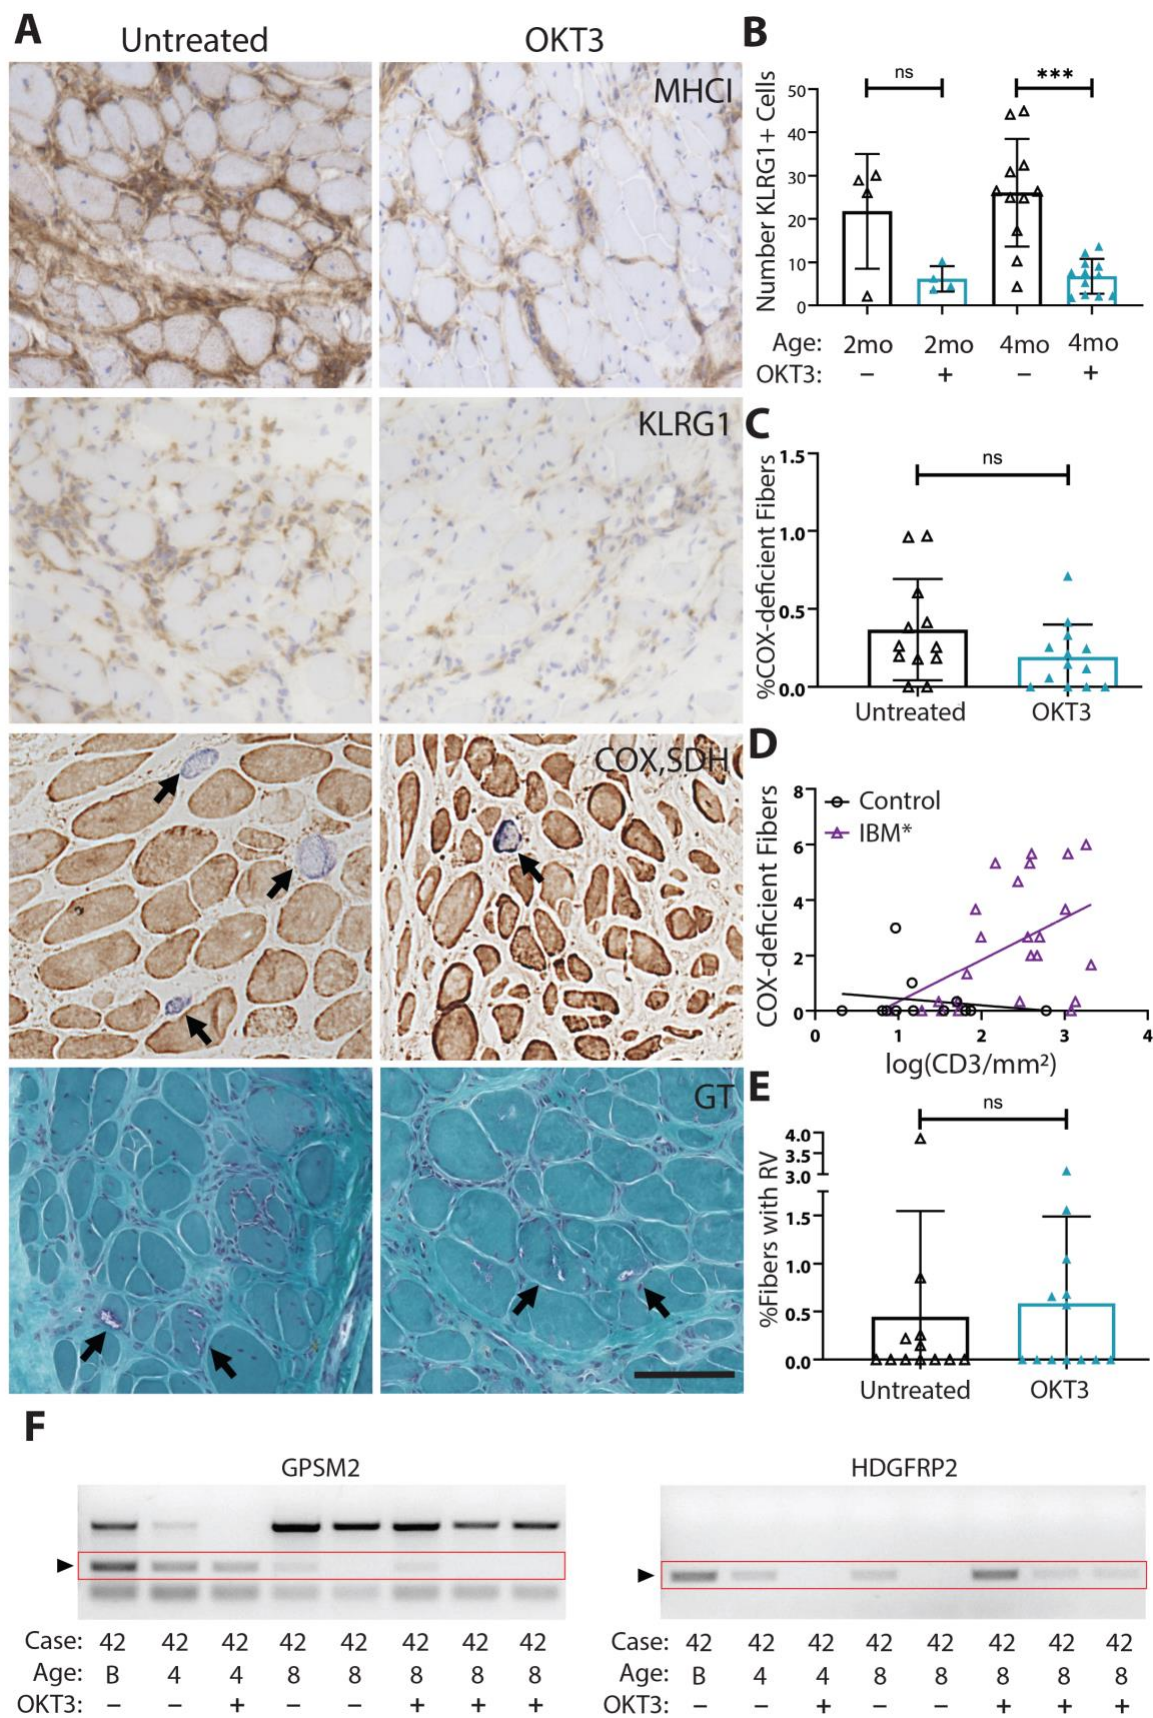 A
Untreated
OKT3
MHCI
KLRG1
COX,SDH
GT
B
Number KLRG1+ Cells
50
40
30
20
10
0
ns
***
Age: 2mo 2mo 4mo 4mo
OKT3: – + – +
C
%COX-deficient Fibers
1.5
1.0
0.5
0.0
ns
Untreated OKT3
D
COX-deficient Fibers
8
6
4
2
0
Control
IBM*
0 1 2 3 4
log(CD3/mm²)
E
%Fibers with RV
4.0
3.5
3.0
1.5
1.0
0.5
0.0
ns
Untreated OKT3
F
GPSM2
Case: 42 42 42 42 42 42 42 42
Age: B 4 4 8 8 8 8 8
OKT3: – – + – – + + +
HDGFRP2
Case: 42 42 42 42 42 42 42 42
Age: B 4 4 8 8 8 8 8
OKT3: – – + – – + + +